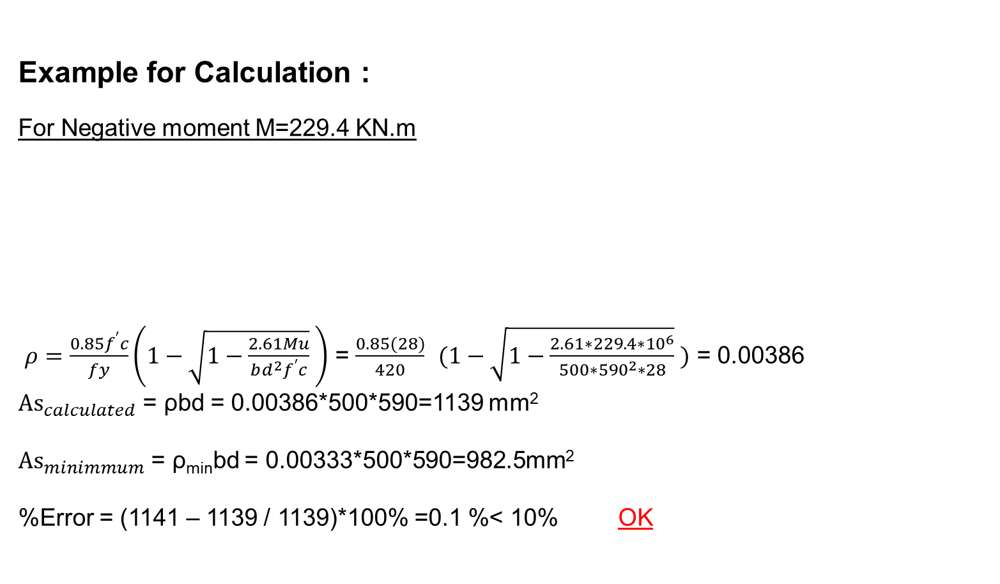 Example for Calculation :
For Negative moment M=229.4 KN.m
ρ = 0.85f'c/fy (1 − √(1 − 2.61Mu/bd²f'c)) = 0.85(28)/420 (1 − √(1 − 2.61*229.4*10⁶/500*590²*28)) = 0.00386
As_calculated = ρbd = 0.00386*500*590=1139 mm²
As_minimmum = ρ_min bd = 0.00333*500*590=982.5mm²
%Error = (1141 – 1139 / 1139)*100% =0.1 %< 10% OK